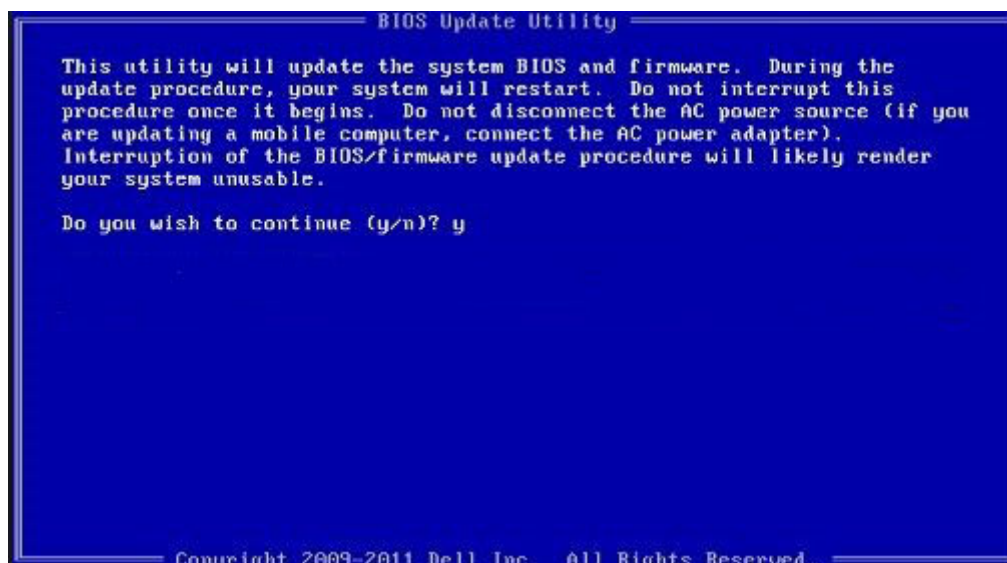 BIOS Update Utility
This utility will update the system BIOS and firmware. During the
update procedure, your system will restart. Do not interrupt this
procedure once it begins. Do not disconnect the AC power source (if you
are updating a mobile computer, connect the AC power adapter).
Interruption of the BIOS/firmware update procedure will likely render
your system unusable.
Do you wish to continue (y/n)? y
Copyright 2009-2011 Dell Inc. All Rights Reserved.